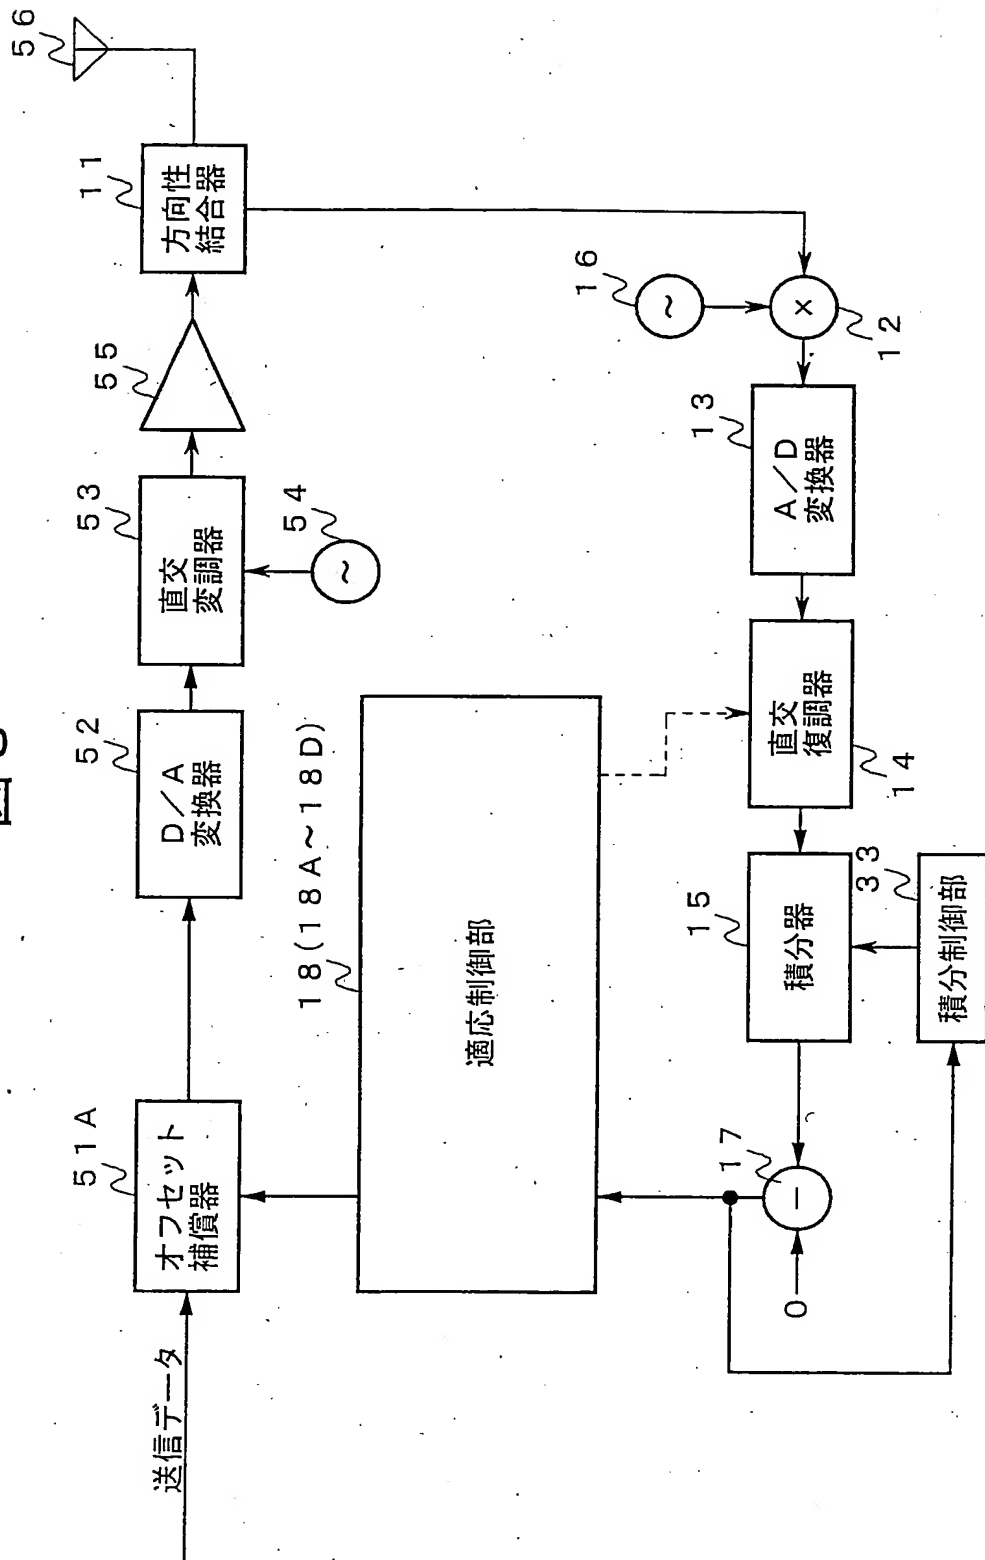 図
送信データ
51A
オフセット
補償器
52
D/A
変換器
53
直交
変調器
54
~
55
11
方向性
結合器
56
18(18A~18D)
適応制御部
16
~
×
12
13
A/D
変換器
直交
復調器
14
15
積分器
33
積分制御部
17
−
0